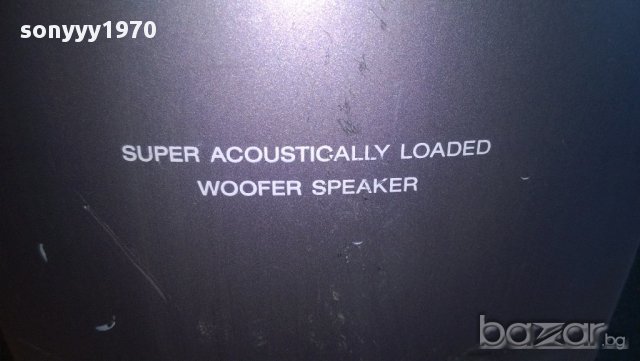 sonyyy1970
SUPER ACOUSTICALLY LOADED
WOOFER SPEAKER
bazar.bg